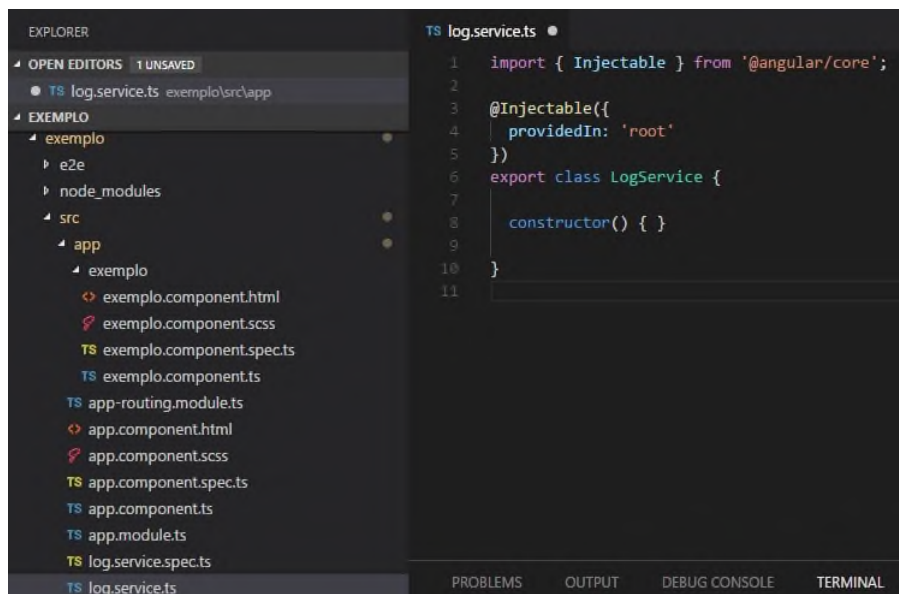 EXPLORER
OPEN EDITORS 1 UNSAVED
TS log.service.ts exemplo\src\app
EXEMPLO
exemplo
e2e
node_modules
src
app
exemplo
<> exemplo.component.html
exemplo.component.scss
TS exemplo.component.spec.ts
TS exemplo.component.ts
TS app-routing.module.ts
<> app.component.html
app.component.scss
TS app.component.spec.ts
TS app.component.ts
TS app.module.ts
TS log.service.spec.ts
TS log.service.ts
TS log.service.ts
1 import { Injectable } from '@angular/core';
2
3 @Injectable({
4 providedIn: 'root'
5 })
6 export class LogService {
7
8 constructor() { }
9
10 }
11
PROBLEMS OUTPUT DEBUG CONSOLE TERMINAL